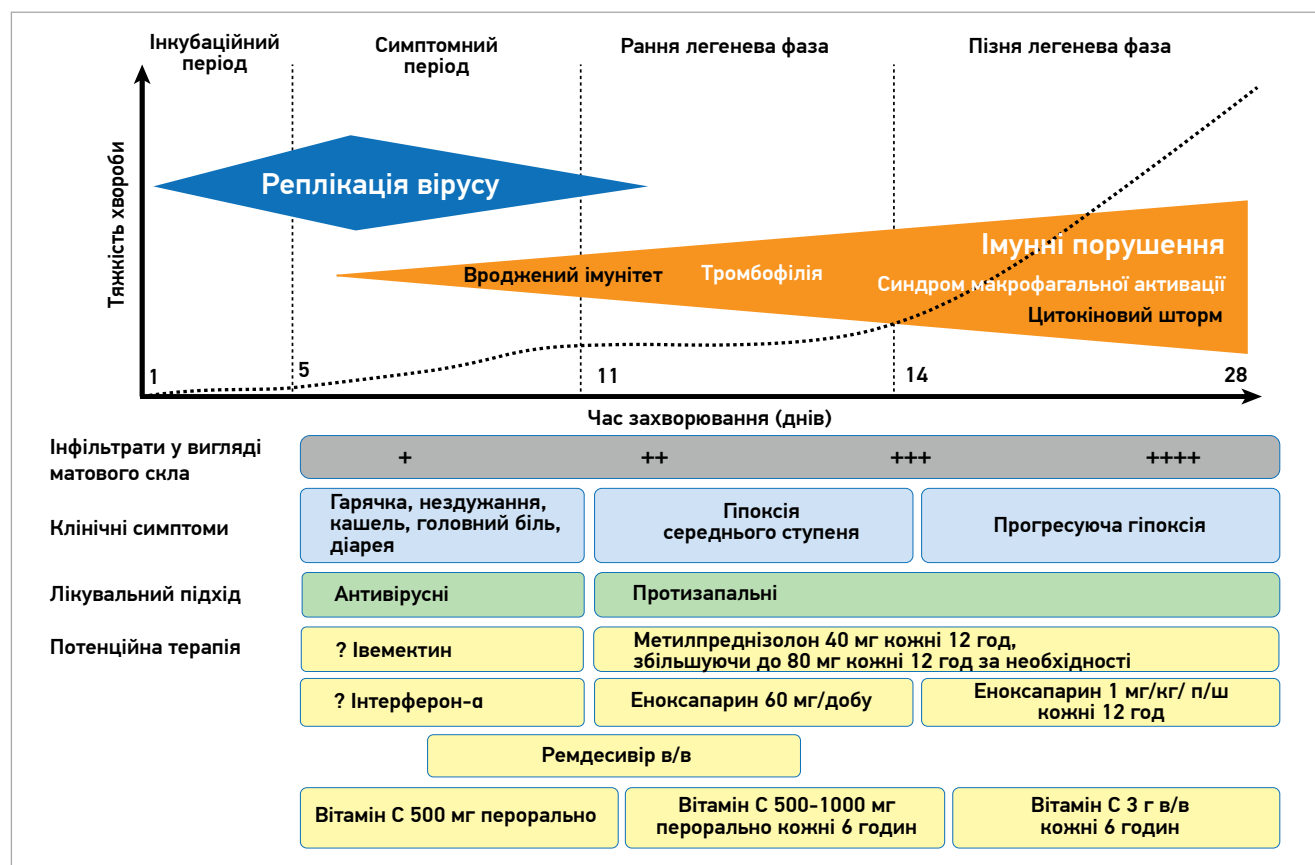 Інкубаційний
період
Симптомний
період
Рання легенева фаза
Пізня легенева фаза
Тяжкість хвороби
Реплікація вірусу
Імунні порушення
Вроджений імунітет
Тромбофілія
Синдром макрофагальної активації
Цитокіновий шторм
1
5
11
14
28
Час захворювання (днів)
Інфільтрати у вигляді
матового скла
+
++
+++
++++
Клінічні симптоми
Гарячка, нездужання,
кашель, головний біль,
діарея
Гіпоксія
середнього ступеня
Прогресуюча гіпоксія
Лікувальний підхід
Антивірусні
Протизапальні
Потенційна терапія
? Івемектин
Метилпреднізолон 40 мг кожні 12 год,
збільшуючи до 80 мг кожні 12 год за необхідності
? Інтерферон-α
Еноксапарин 60 мг/добу
Еноксапарин 1 мг/кг/ п/ш
кожні 12 год
Ремдесивір в/в
Вітамін С 500 мг перорально
Вітамін С 500-1000 мг
перорально кожні 6 годин
Вітамін С 3 г в/в
кожні 6 годин